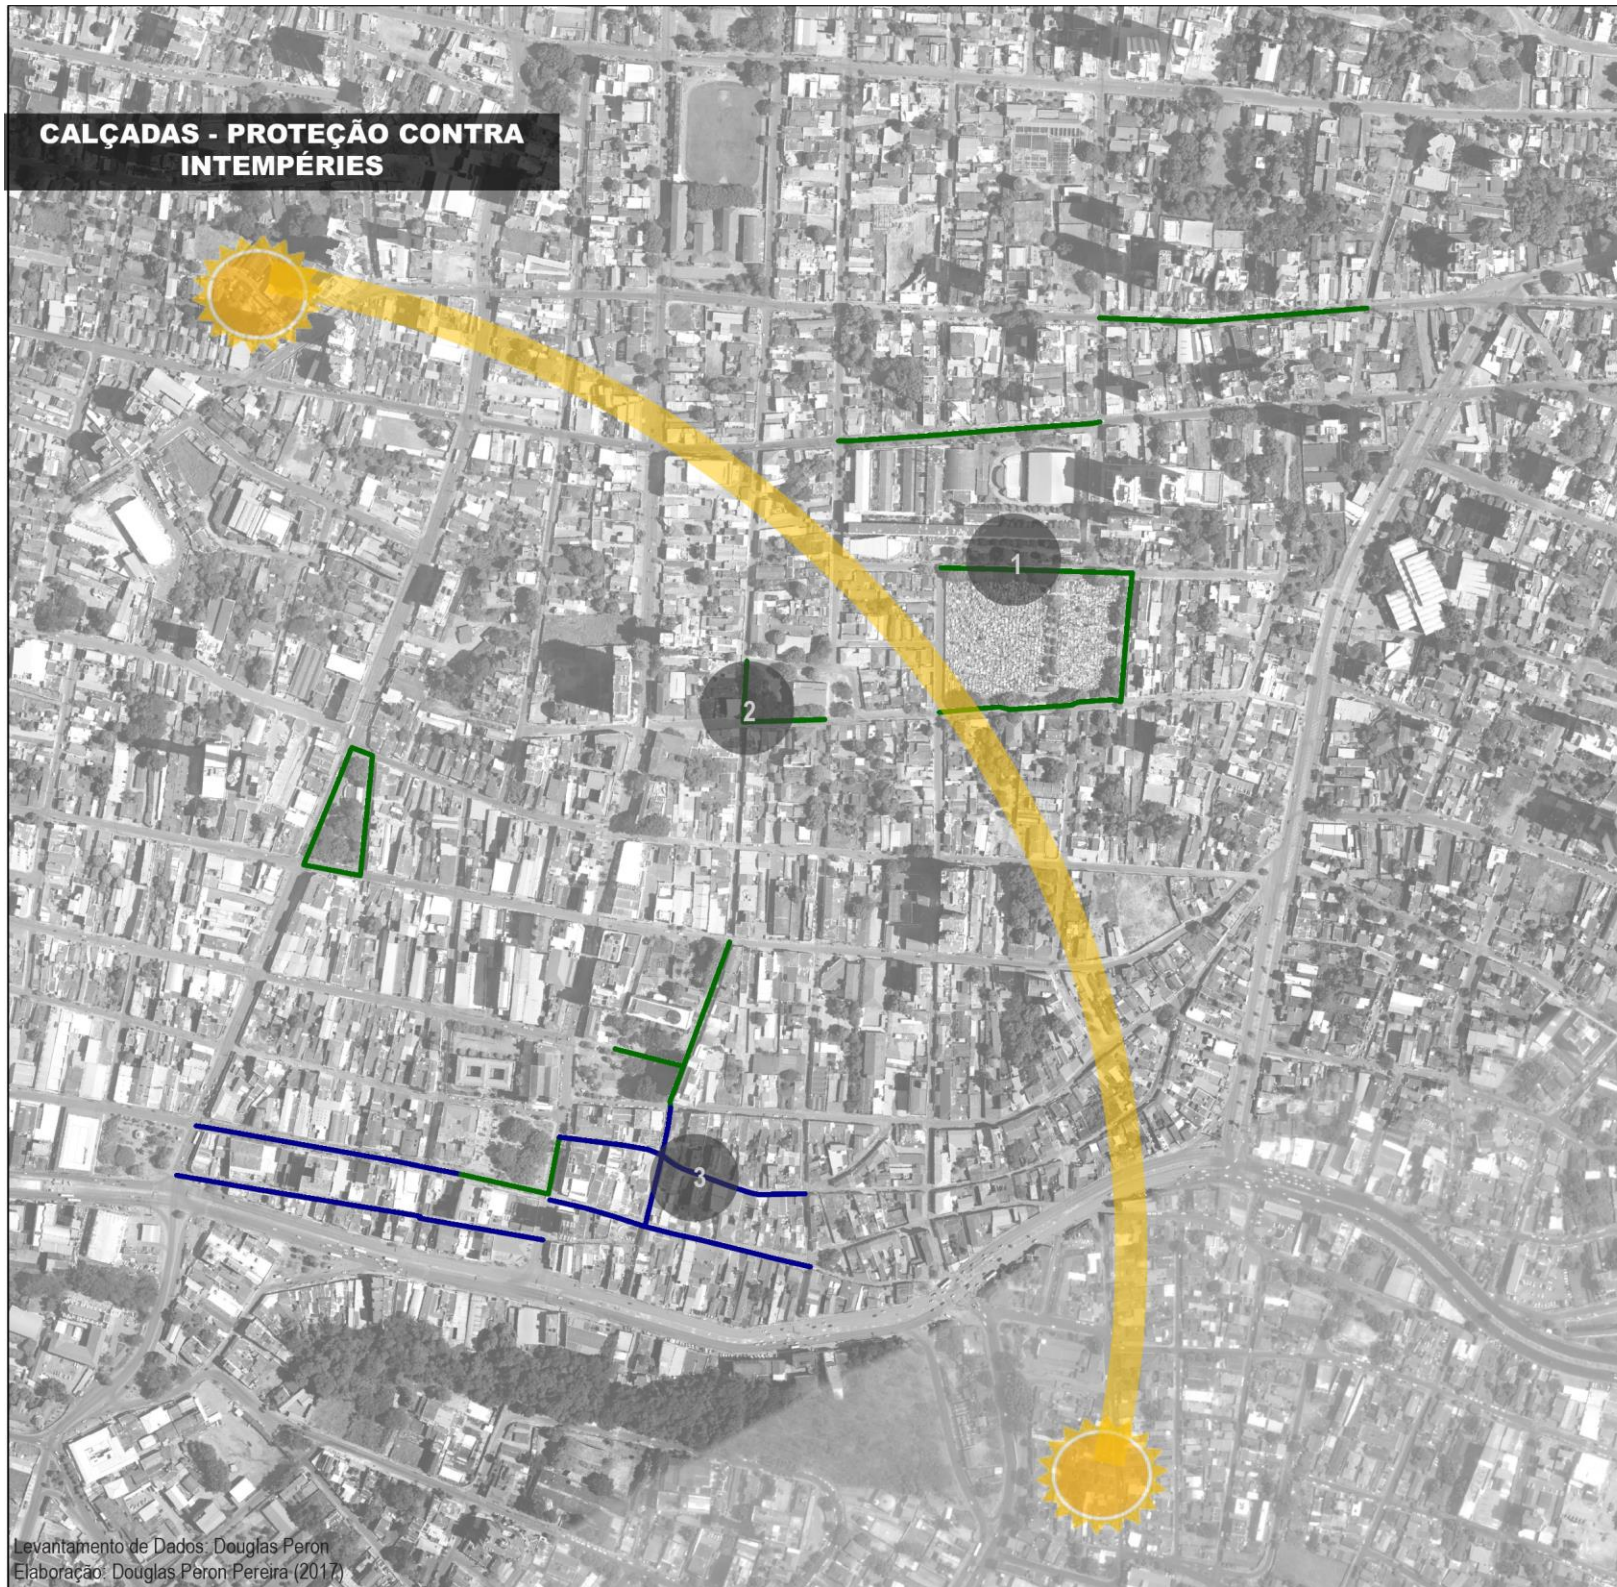 CALÇADAS - PROTEÇÃO CONTRA
INTEMPÉRIES
1
2
3
Levantamento de Dados: Douglas Peron
Elaboração: Douglas Peron Pereira (2017)